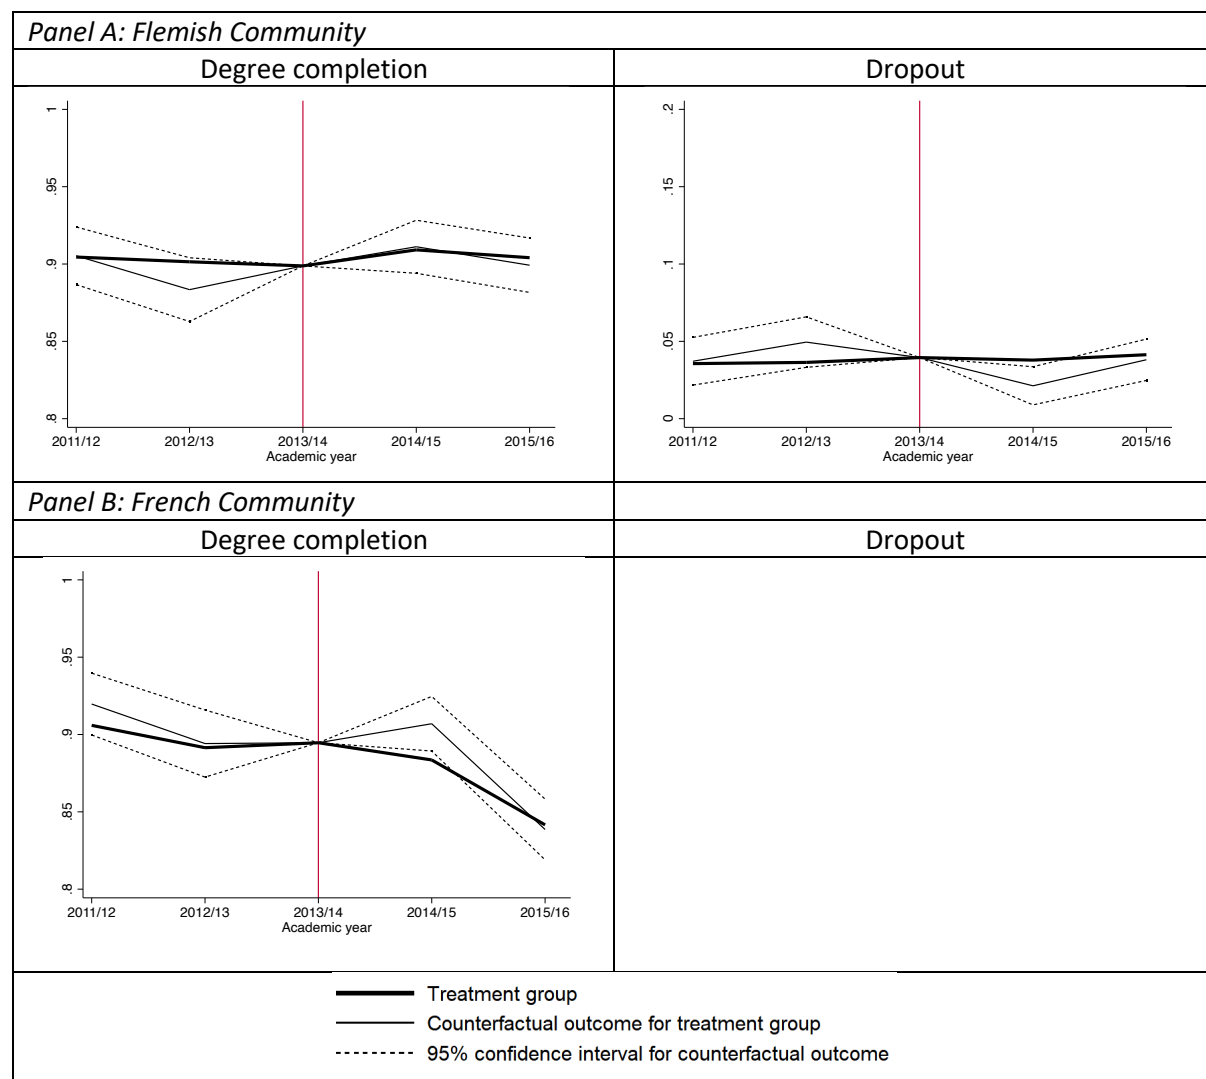 Panel A: Flemish Community
Degree completion
Dropout
1
.95
.9
.85
.8
2011/12 2012/13 2013/14 2014/15 2015/16
Academic year
.2
.15
.1
.05
0
2011/12 2012/13 2013/14 2014/15 2015/16
Academic year
Panel B: French Community
Degree completion
Dropout
1
.95
.9
.85
.8
2011/12 2012/13 2013/14 2014/15 2015/16
Academic year
Treatment group
Counterfactual outcome for treatment group
95% confidence interval for counterfactual outcome